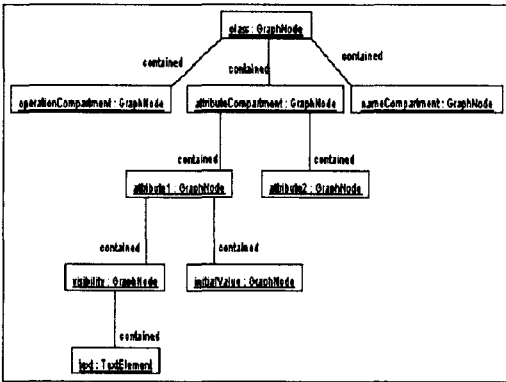 class : GraphNode
contained
contained
contained
operationCompartment : GraphNode
attributeCompartment : GraphNode
nameCompartment : GraphNode
contained
contained
attribute1 : GraphNode
attribute2 : GraphNode
contained
contained
visibility : GraphNode
initialValue : GraphNode
contained
text : TextElement